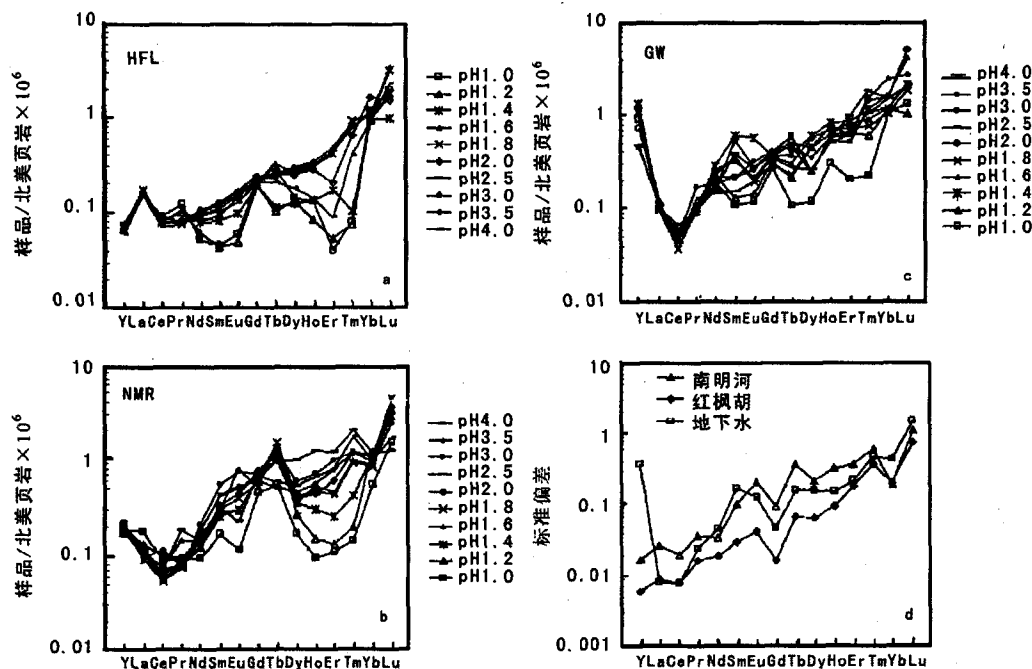 样品/北美页岩×10⁶
10
1
0.1
0.01
HFL
a
YLaCePrNdSmEuGdTbDyHoErTmYbLu
pH1.0
pH1.2
pH1.4
pH1.6
pH1.8
pH2.0
pH2.5
pH3.0
pH3.5
pH4.0
样品/北美页岩×10⁶
10
1
0.1
0.01
GW
c
YLaCePrNdSmEuGdTbDyHoErTmYbLu
pH4.0
pH3.5
pH3.0
pH2.5
pH2.0
pH1.8
pH1.6
pH1.4
pH1.2
pH1.0
样品/北美页岩×10⁶
10
1
0.1
0.01
NMR
b
YLaCePrNdSmEuGdTbDyHoErTmYbLu
pH4.0
pH3.5
pH3.0
pH2.5
pH2.0
pH1.8
pH1.6
pH1.4
pH1.2
pH1.0
标准偏差
10
1
0.1
0.01
0.001
南明河
红枫胡
地下水
d
YLaCePrNdSmEuGdTbDyHoErTmYbLu